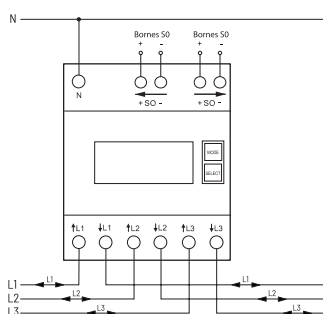 N
Bornes S0 Bornes S0
+ - + -
N
+ SO - + SO -
MODE
SELECT
↑L1 ↓L1 ↑L2 ↓L2 ↑L3 ↓L3
L1 L1 L1
L2 L2 L2
L3 L3 L3